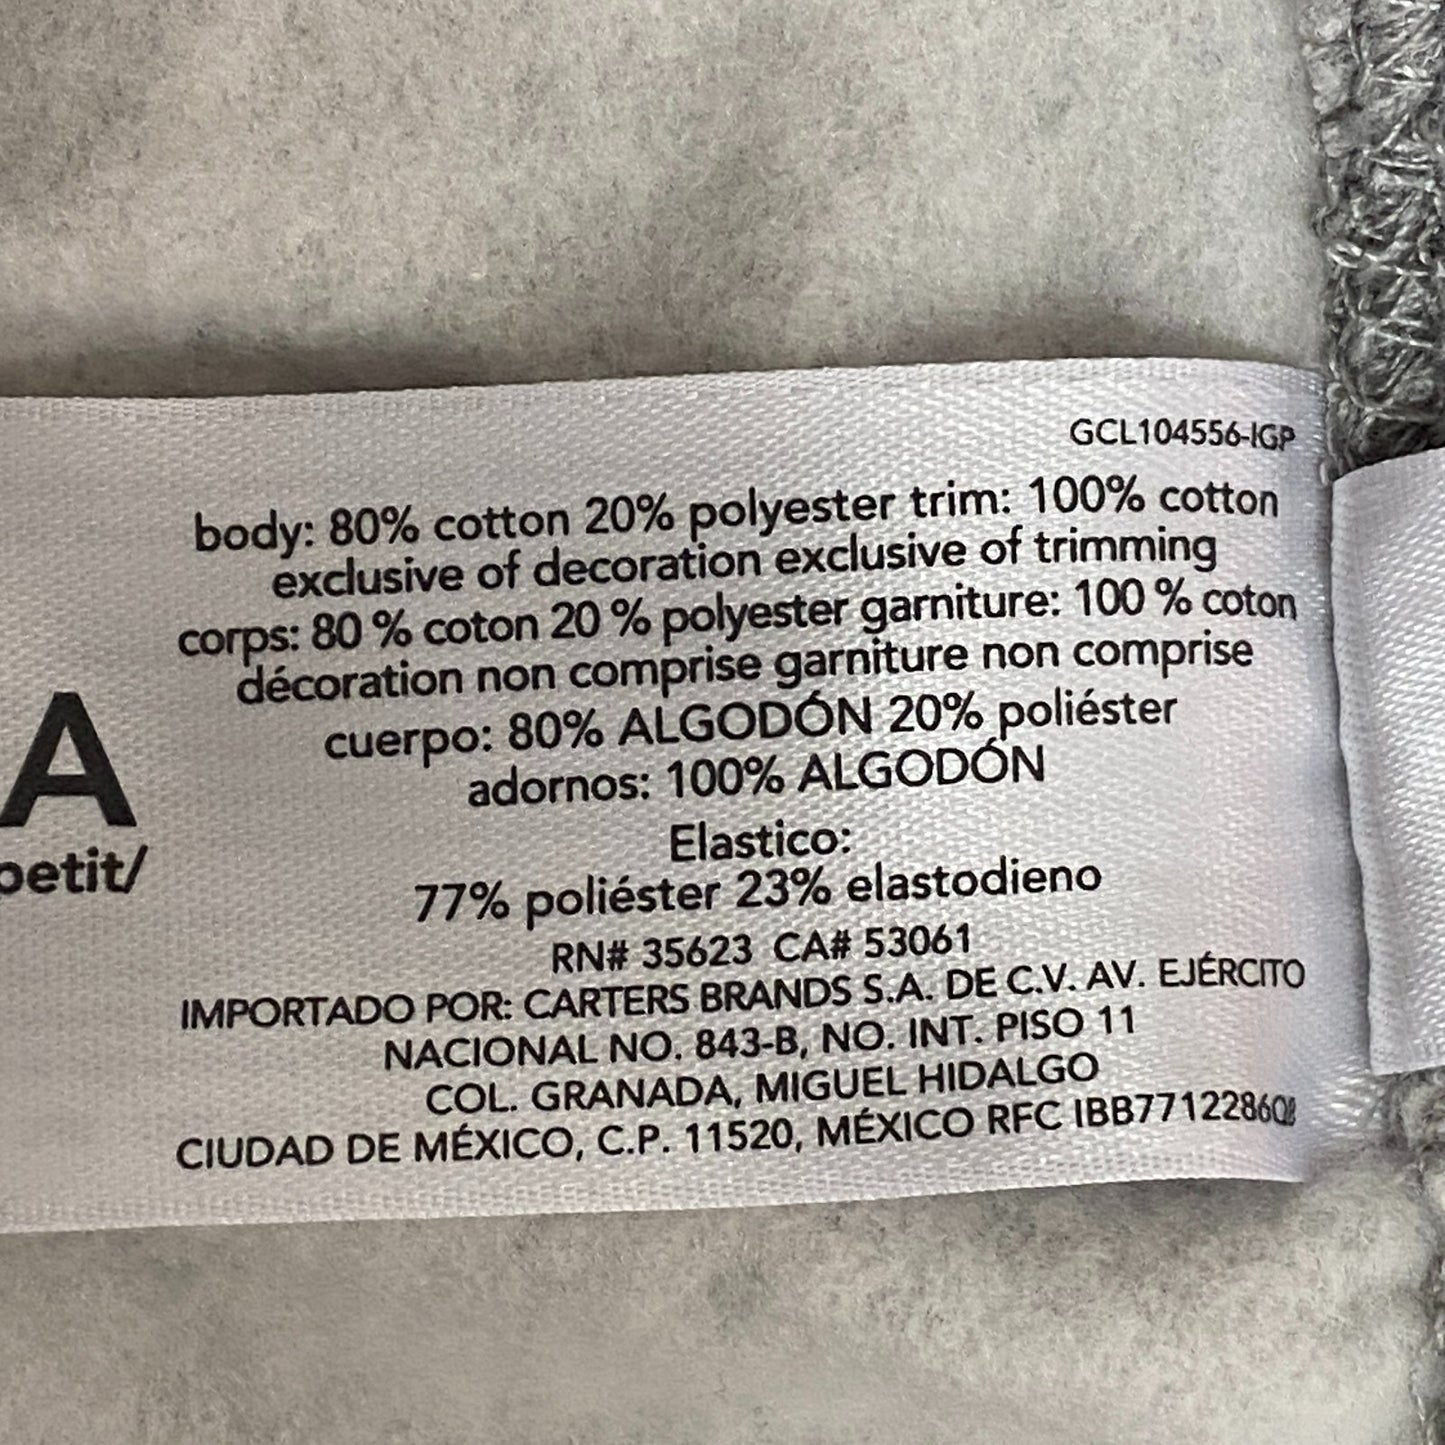 GCL104556-IGP
body: 80% cotton 20% polyester trim: 100% cotton
exclusive of decoration exclusive of trimming
corps: 80 % coton 20 % polyester garniture: 100 % coton
décoration non comprise garniture non comprise
cuerpo: 80% ALGODÓN 20% poliéster
adornos: 100% ALGODÓN
Elastico:
77% poliéster 23% elastodieno
RN# 35623 CA# 53061
IMPORTADO POR: CARTERS BRANDS S.A. DE C.V. AV. EJÉRCITO
NACIONAL NO. 843-B, NO. INT. PISO 11
COL. GRANADA, MIGUEL HIDALGO
CIUDAD DE MÉXICO, C.P. 11520, MÉXICO RFC
A
petit/